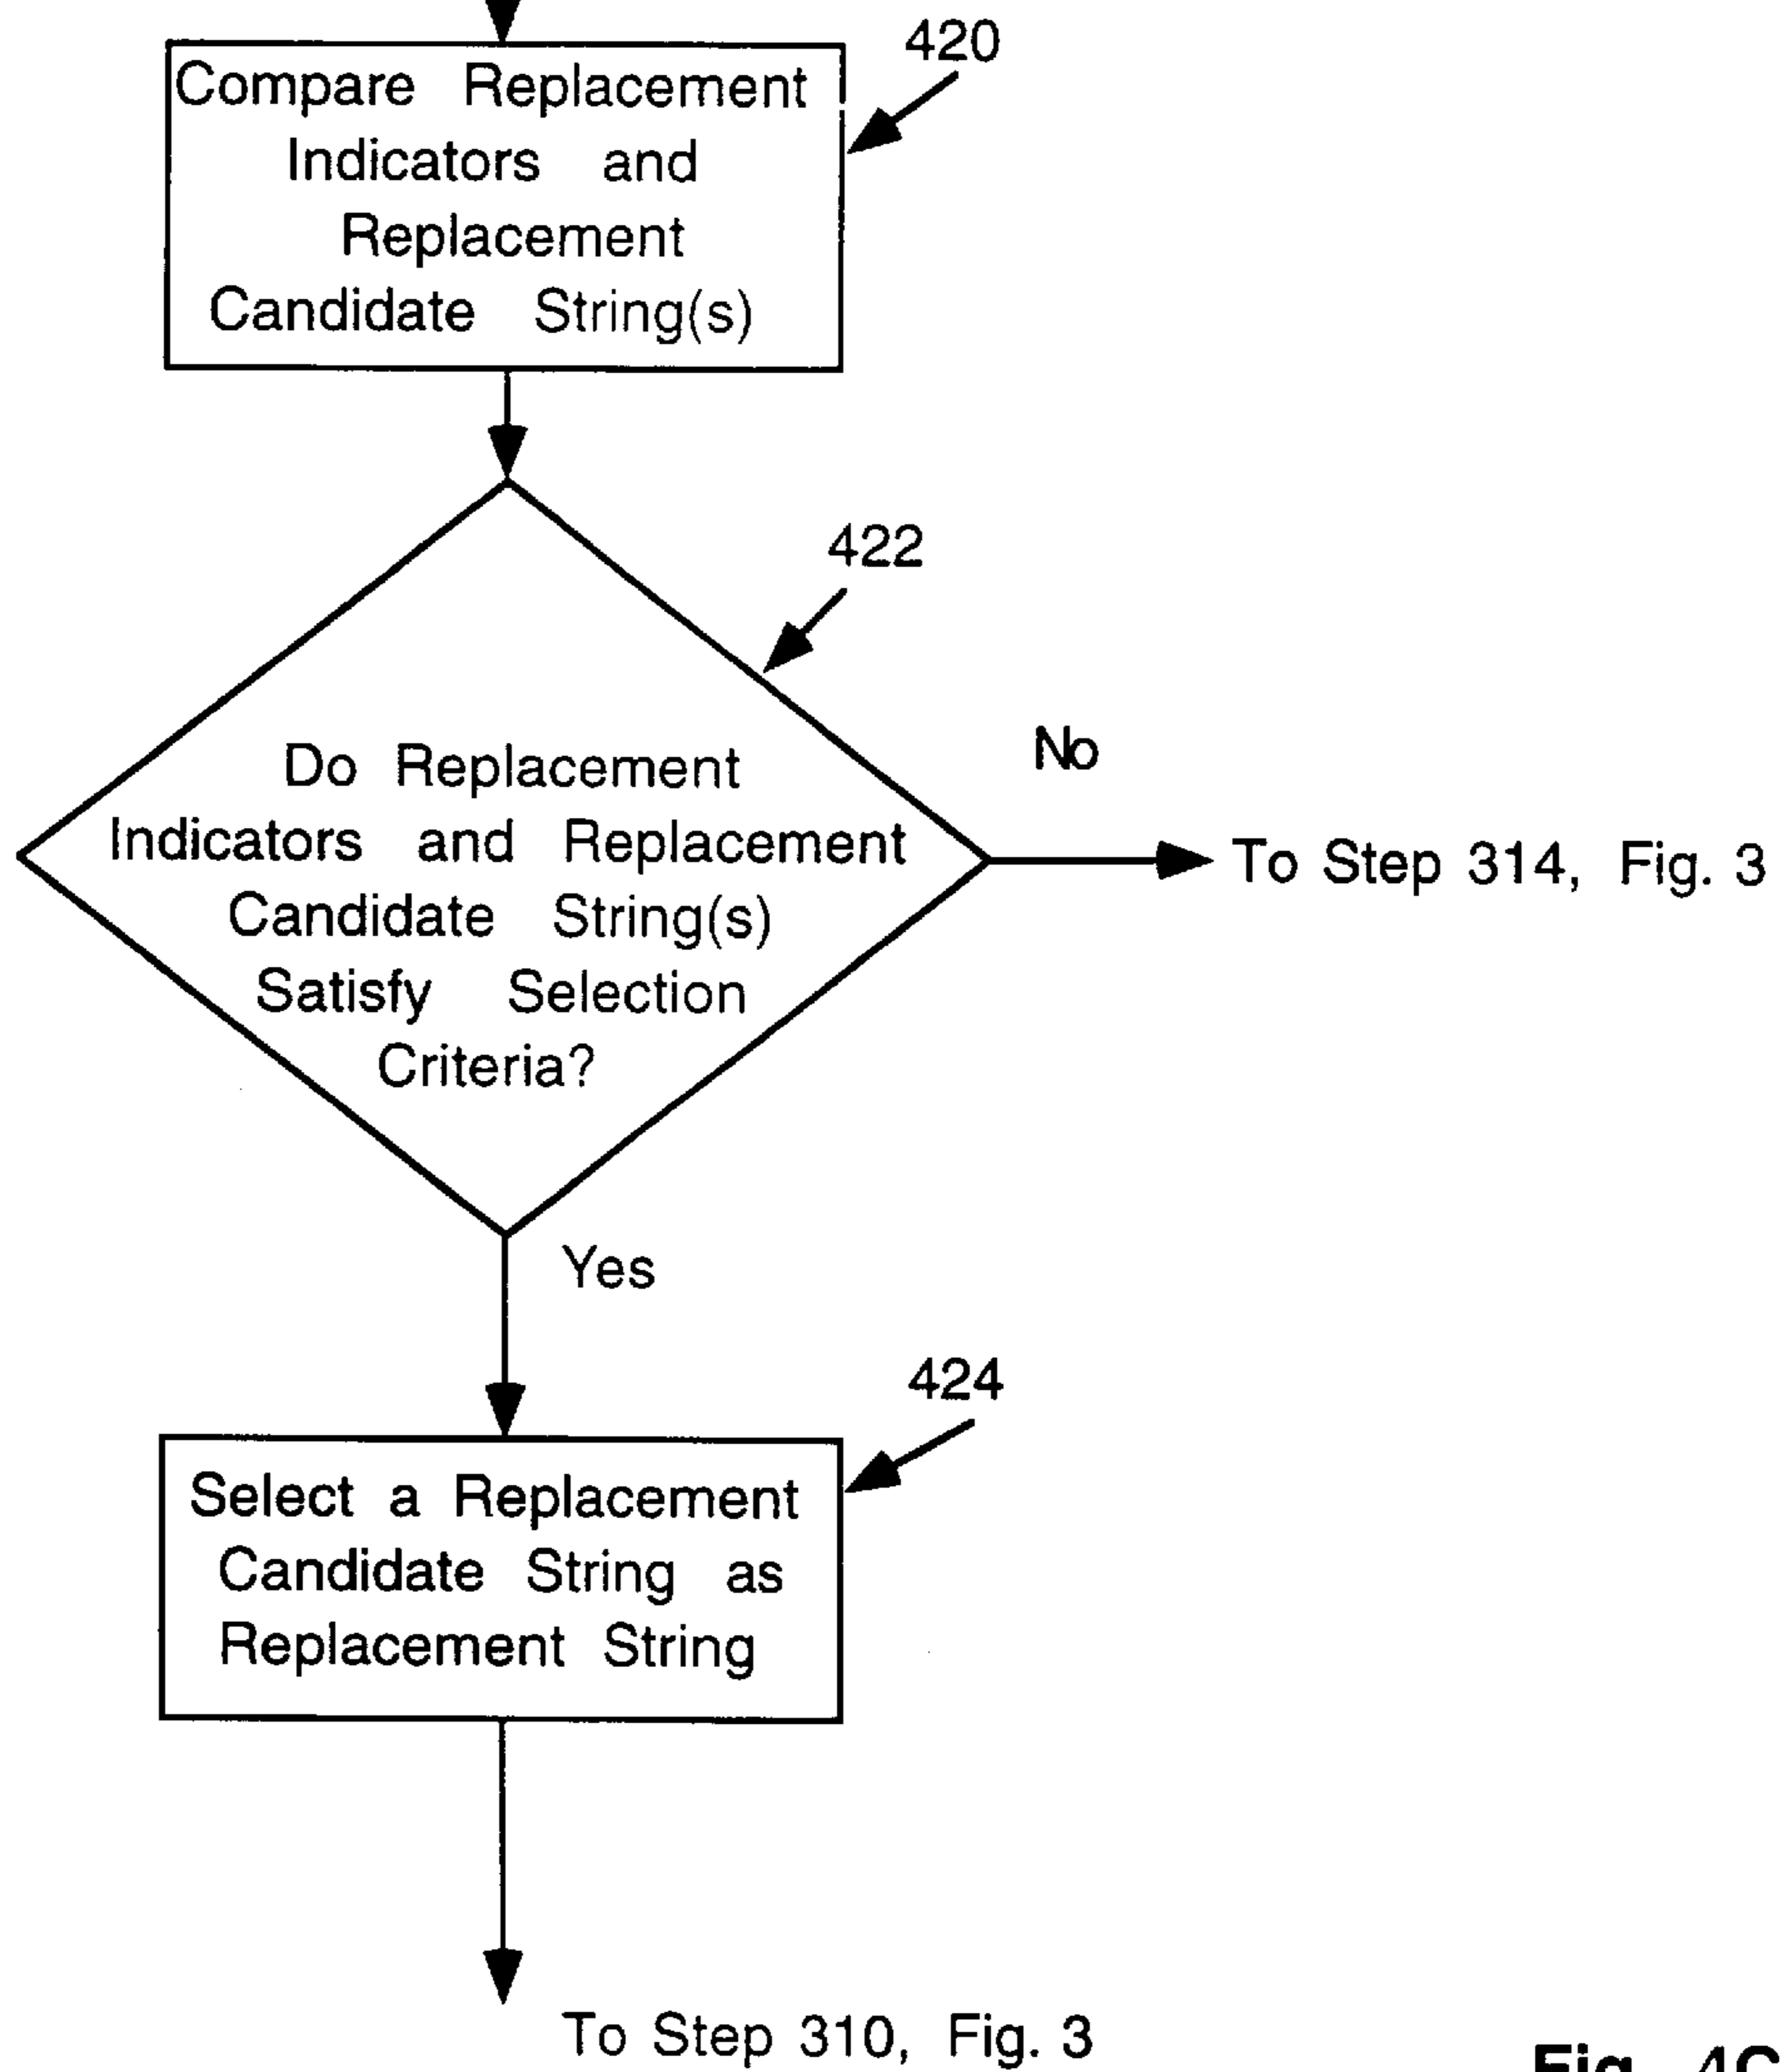 420
Compare Replacement
Indicators and
Replacement
Candidate String(s)
422
No
Do Replacement
Indicators and Replacement
Candidate String(s)
Satisfy Selection
Criteria?
To Step 314, Fig. 3
Yes
424
Select a Replacement
Candidate String as
Replacement String
To Step 310, Fig. 3
Fig. 4C